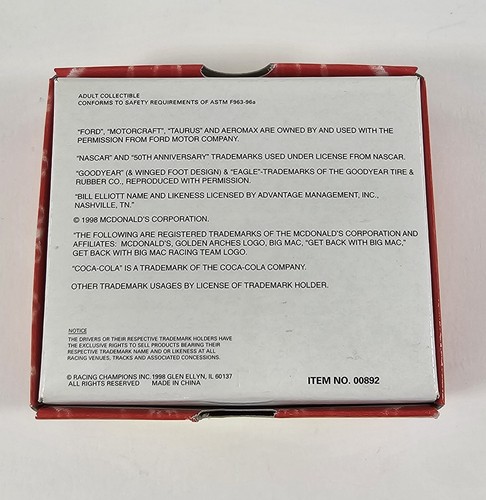 ADULT COLLECTIBLE
CONFORMS TO SAFETY REQUIREMENTS OF ASTM F963-96a
"FORD", "MOTORCRAFT", "TAURUS" AND AEROMAX ARE OWNED BY AND USED WITH THE
PERMISSION FROM FORD MOTOR COMPANY.
"NASCAR" AND "50TH ANNIVERSARY" TRADEMARKS USED UNDER LICENSE FROM NASCAR.
"GOODYEAR" (& WINGED FOOT DESIGN) & "EAGLE"-TRADEMARKS OF THE GOODYEAR TIRE &
RUBBER CO., REPRODUCED WITH PERMISSION.
"BILL ELLIOTT NAME AND LIKENESS LICENSED BY ADVANTAGE MANAGEMENT, INC.,
NASHVILLE, TN."
© 1998 MCDONALD'S CORPORATION.
"THE FOLLOWING ARE REGISTERED TRADEMARKS OF THE MCDONALD'S CORPORATION AND
AFFILIATES: MCDONALD'S, GOLDEN ARCHES LOGO, BIG MAC, "GET BACK WITH BIG MAC,"
GET BACK WITH BIG MAC RACING TEAM LOGO.
"COCA-COLA" IS A TRADEMARK OF THE COCA-COLA COMPANY.
OTHER TRADEMARK USAGES BY LICENSE OF TRADEMARK HOLDER.
NOTICE
THE DRIVERS OR THEIR RESPECTIVE TRADEMARK HOLDERS HAVE
THE EXCLUSIVE RIGHTS TO SELL PRODUCTS BEARING THEIR
RESPECTIVE TRADEMARK NAME AND OR LIKENESS AT ALL
RACING VENUES, TRACKS AND ASSOCIATED CONCESSIONS.
© RACING CHAMPIONS INC.1998 GLEN ELLYN, IL 60137
ALL RIGHTS RESERVED MADE IN CHINA
ITEM NO. 00892